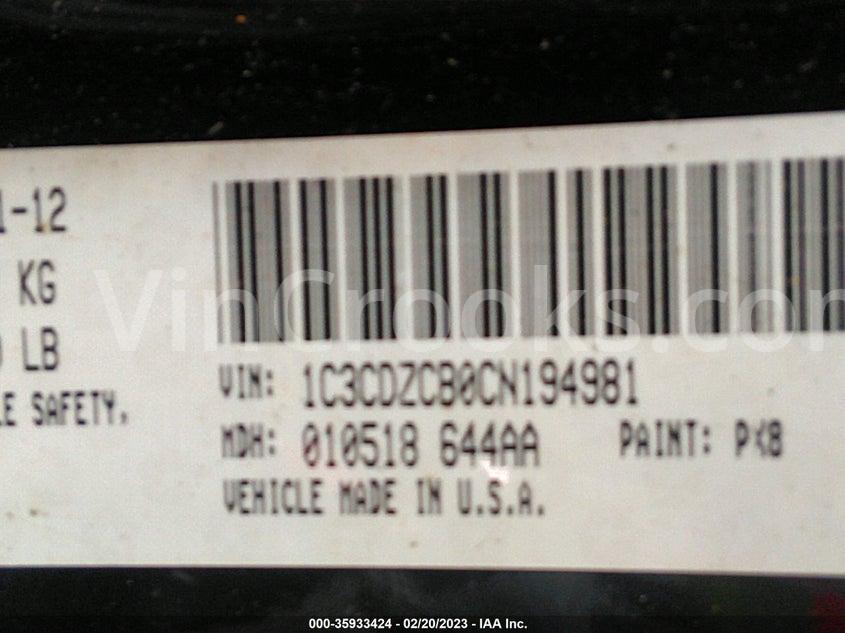 1-12
KG
LB
LE SAFETY.
VIN: 1C3CDZCB0CN194981
MDH: 010518 644AA PAINT: PX8
VEHICLE MADE IN U.S.A.
VinCrooks.com
000-35933424 - 02/20/2023 - IAA Inc.